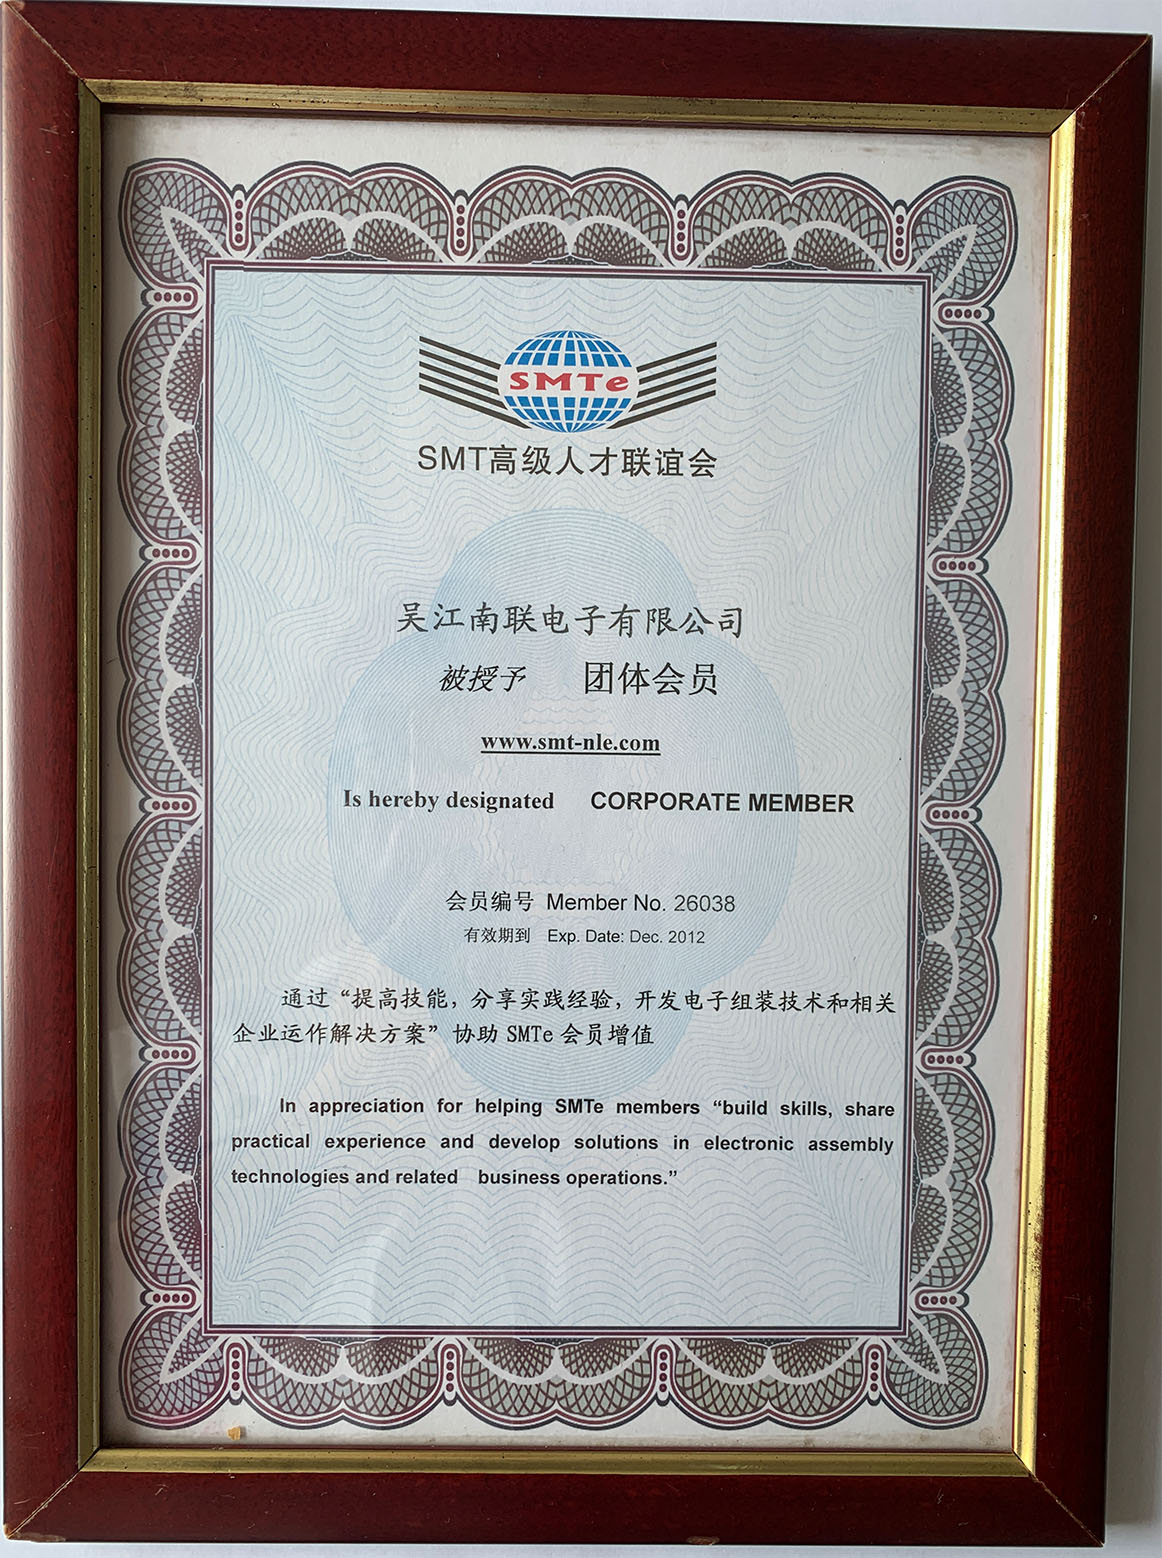 SMTe
SMT高级人才联谊会
吴江南联电子有限公司
被授予 团体会员
www.smt-nle.com
Is hereby designated CORPORATE MEMBER
会员编号 Member No. 26038
有效期到 Exp. Date: Dec. 2012
通过“提高技能，分享实践经验，开发电子组装技术和相关
企业运作解决方案”协助 SMTe 会员增值
In appreciation for helping SMTe members “build skills, share
practical experience and develop solutions in electronic assembly
technologies and related business operations.”